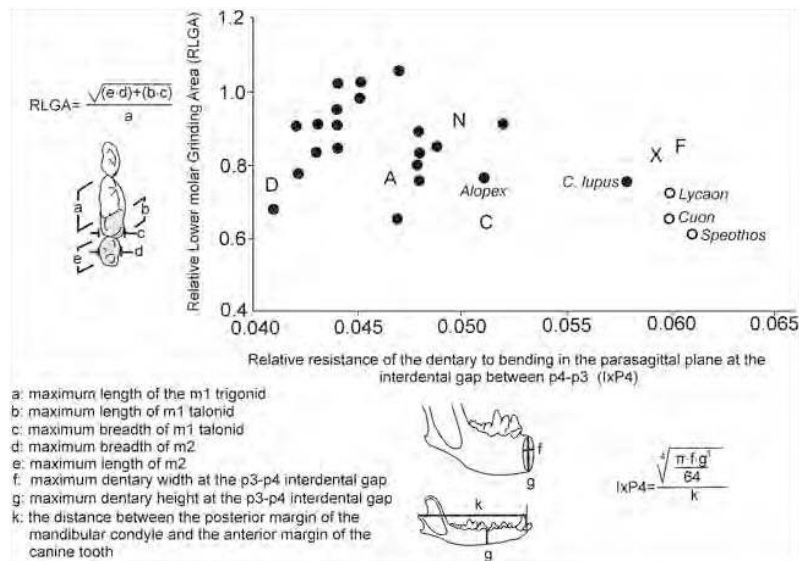 1.2
1.0
0.8
0.6
0.4
Relative Lower molar Grinding Area (RLGA)
RLGA= √(e·d)+(b·c)
a
a
b
c
e
d
N
F
X
D
A
Alopex
C. lupus
Lycaon
C
Cuon
Speothos
0.040 0.045 0.050 0.055 0.060 0.065
Relative resistance of the dentary to bending in the parasagittal plane at the
interdental gap between p4-p3 (IxP4)
a: maximum length of the m1 trigonid
b: maximum length of m1 talonid
c: maximum breadth of m1 talonid
d: maximum breadth of m2
e: maximum length of m2
f: maximum dentary width at the p3-p4 interdental gap
g: maximum dentary height at the p3-p4 interdental gap
k: the distance between the posterior margin of the
mandibular condyle and the anterior margin of the
canine tooth
f
g
k
g
IxP4= ⁴√π·f·g³
64
k